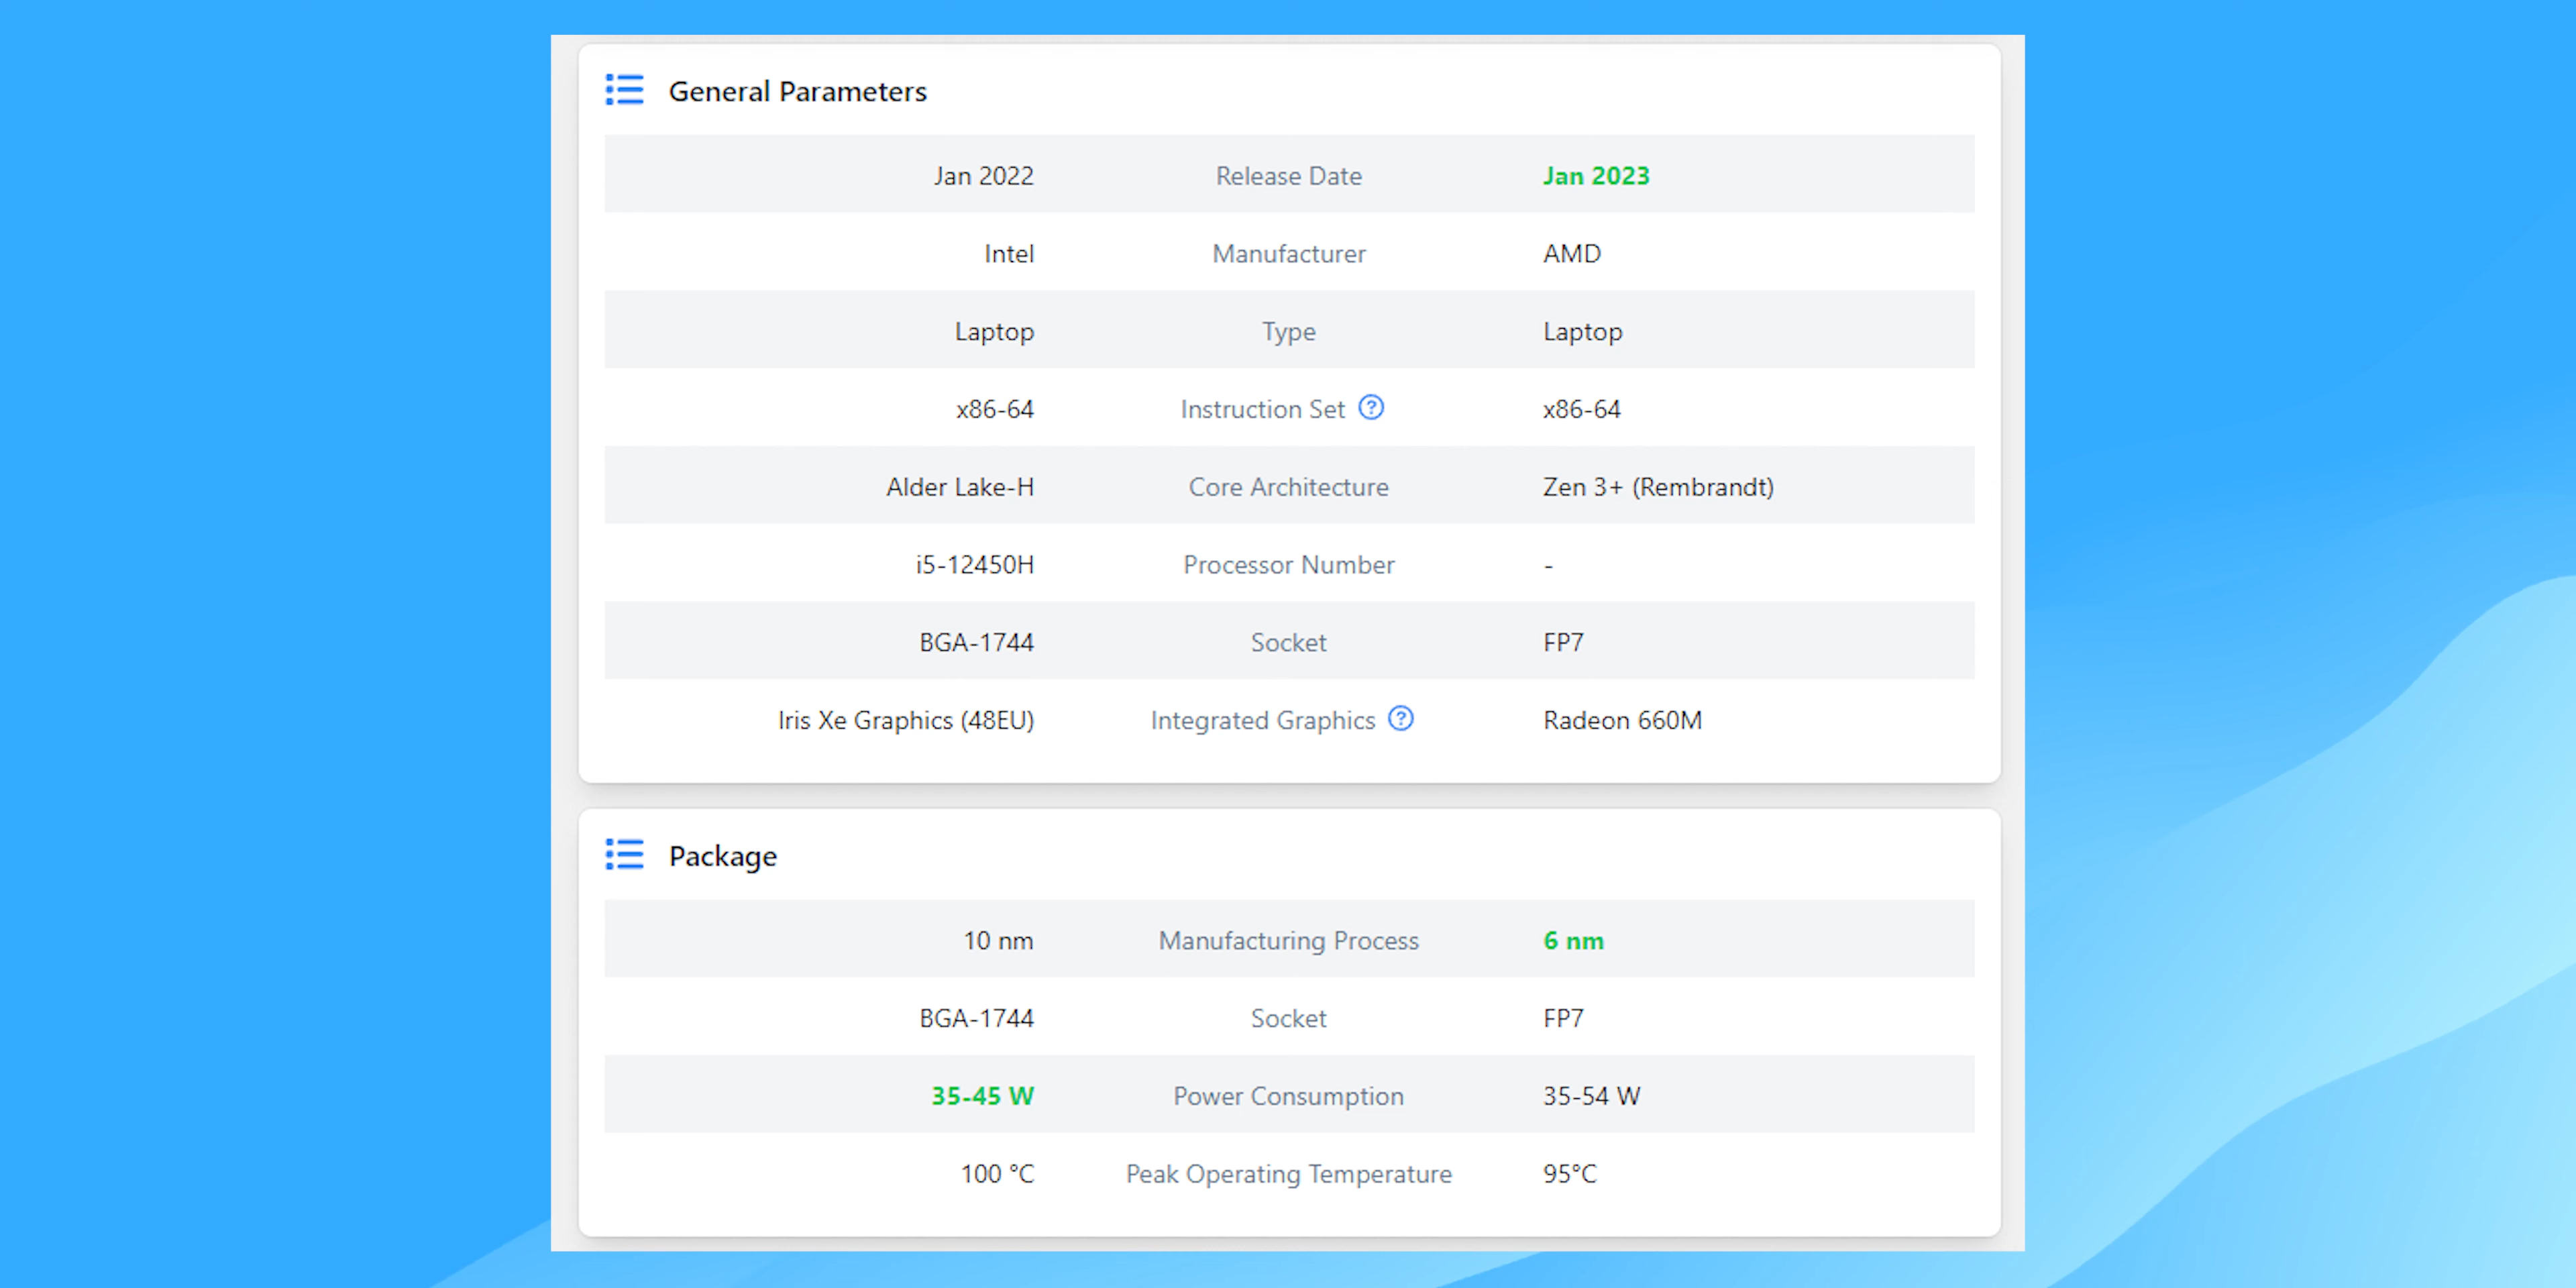 General Parameters
Jan 2022 Release Date Jan 2023
Intel Manufacturer AMD
Laptop Type Laptop
x86-64 Instruction Set ? x86-64
Alder Lake-H Core Architecture Zen 3+ (Rembrandt)
i5-12450H Processor Number -
BGA-1744 Socket FP7
Iris Xe Graphics (48EU) Integrated Graphics ? Radeon 660M
Package
10 nm Manufacturing Process 6 nm
BGA-1744 Socket FP7
35-45 W Power Consumption 35-54 W
100 °C Peak Operating Temperature 95°C